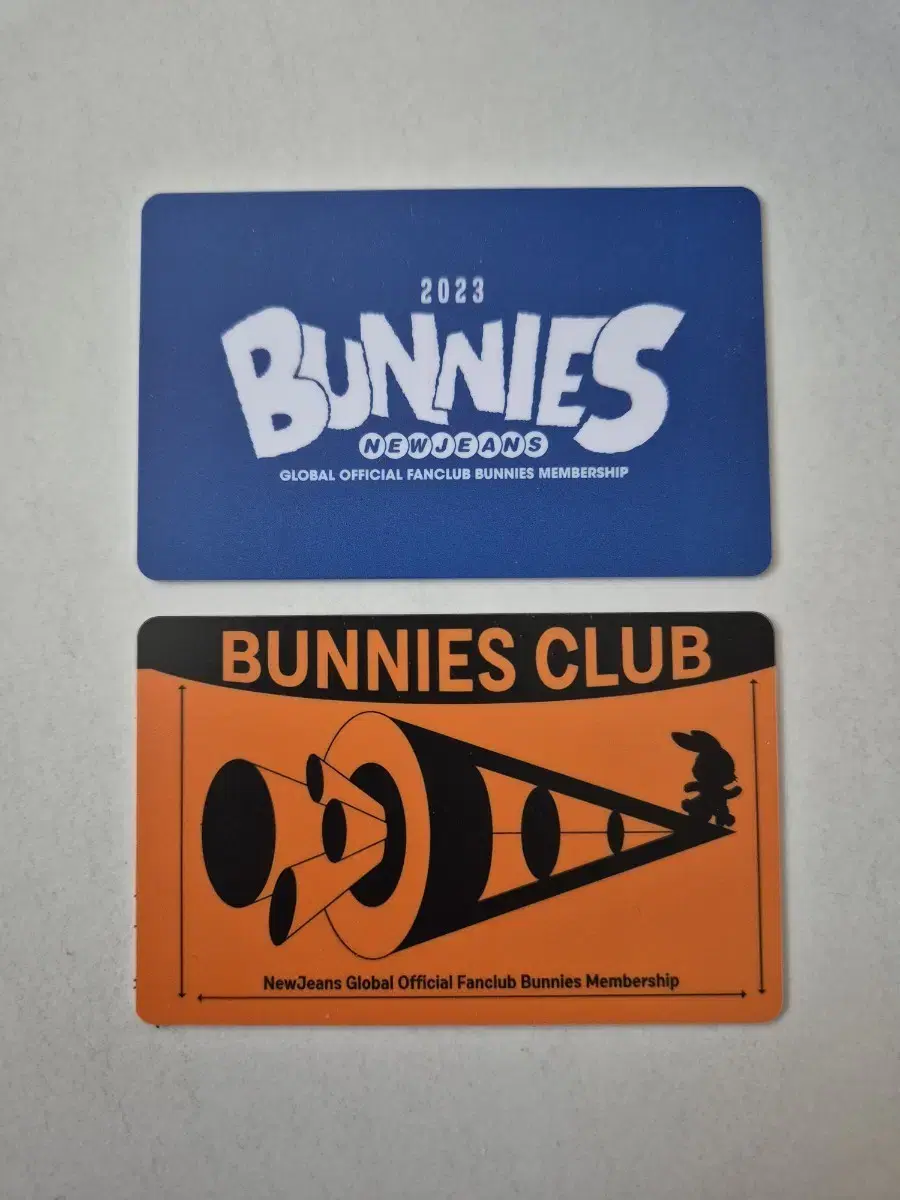 2023
BUNNIES
NEWJEANS
GLOBAL OFFICIAL FANCLUB BUNNIES MEMBERSHIP
BUNNIES CLUB
NewJeans Global Official Fanclub Bunnies Membership